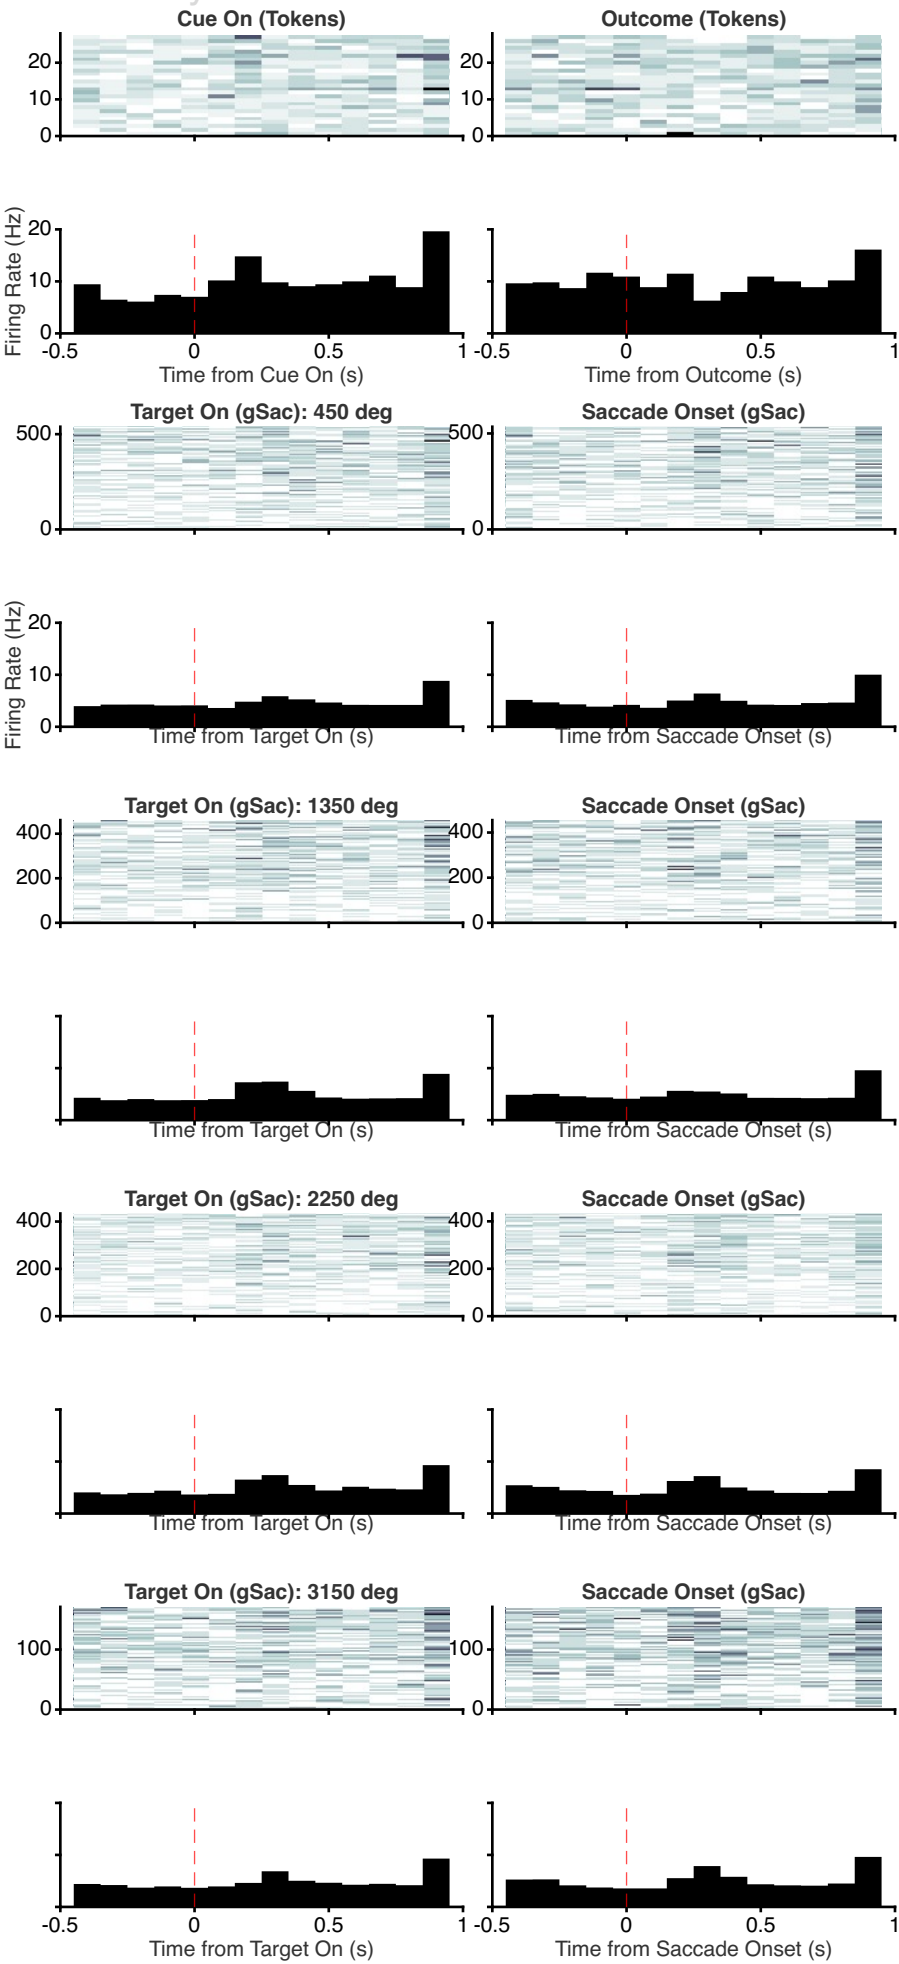 Cue On (Tokens) Outcome (Tokens)
20 20
10 10
0 0
Firing Rate (Hz)
20
10
0
-0.5 0 0.5 1 -0.5 0 0.5 1
Time from Cue On (s) Time from Outcome (s)
Target On (gSac): 450 deg Saccade Onset (gSac)
500 500
0 0
Firing Rate (Hz)
20
10
0
Time from Target On (s) Time from Saccade Onset (s)
Target On (gSac): 1350 deg Saccade Onset (gSac)
400 400
200 200
0 0
Time from Target On (s) Time from Saccade Onset (s)
Target On (gSac): 2250 deg Saccade Onset (gSac)
400 400
200 200
0 0
Time from Target On (s) Time from Saccade Onset (s)
Target On (gSac): 3150 deg Saccade Onset (gSac)
100 100
0 0
-0.5 0 0.5 1 -0.5 0 0.5 1
Time from Target On (s) Time from Saccade Onset (s)